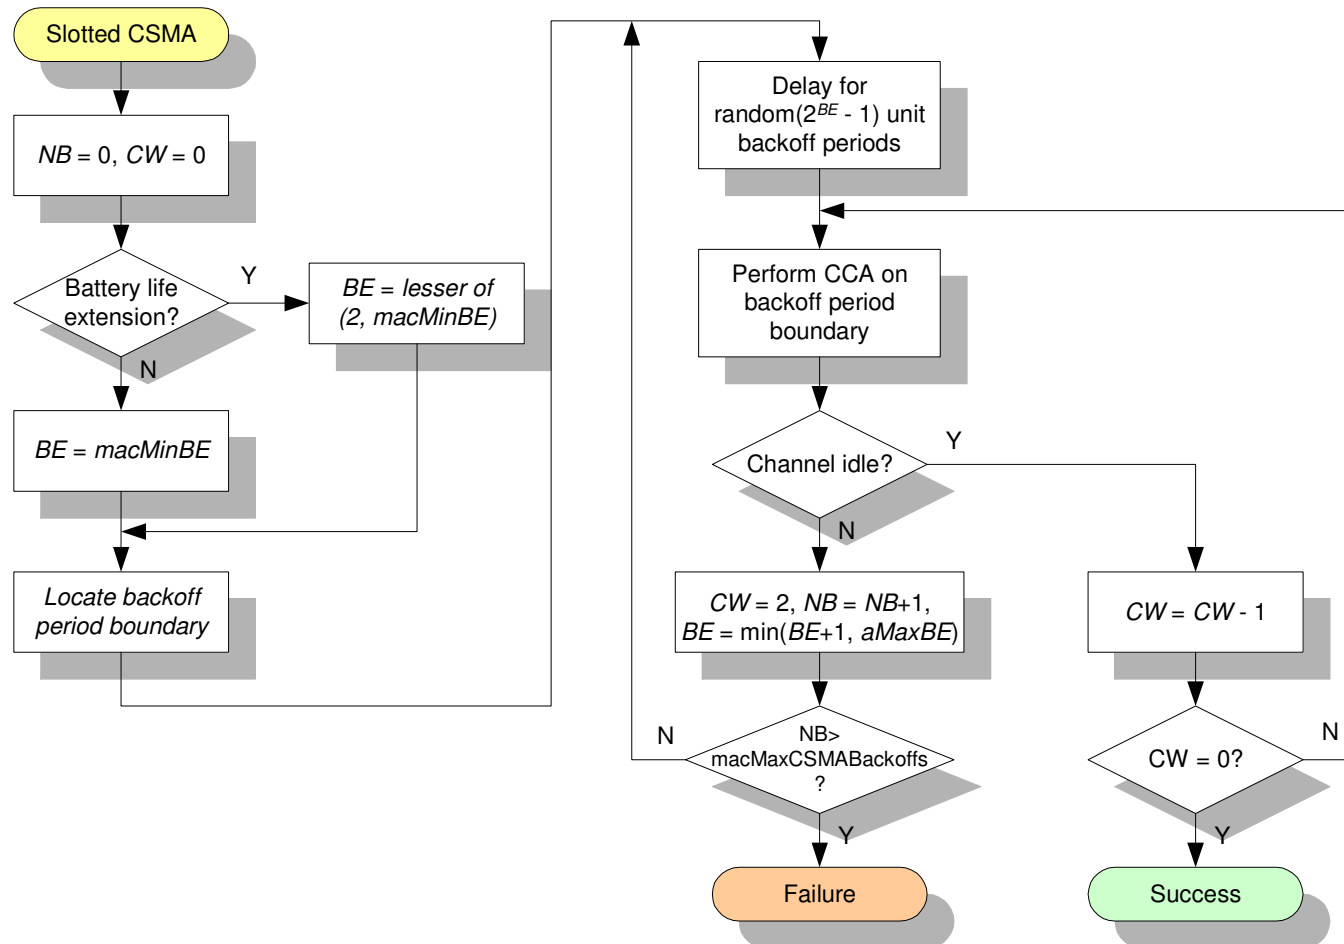 Slotted CSMA
NB = 0, CW = 0
Battery life
extension?
Y
BE = lesser of
(2, macMinBE)
N
BE = macMinBE
Locate backoff
period boundary
Delay for
random(2^BE - 1) unit
backoff periods
Perform CCA on
backoff period
boundary
Channel idle?
Y
N
CW = 2, NB = NB+1,
BE = min(BE+1, aMaxBE)
CW = CW - 1
NB>
macMaxCSMABackoffs
?
N
Y
CW = 0?
N
Y
Failure
Success